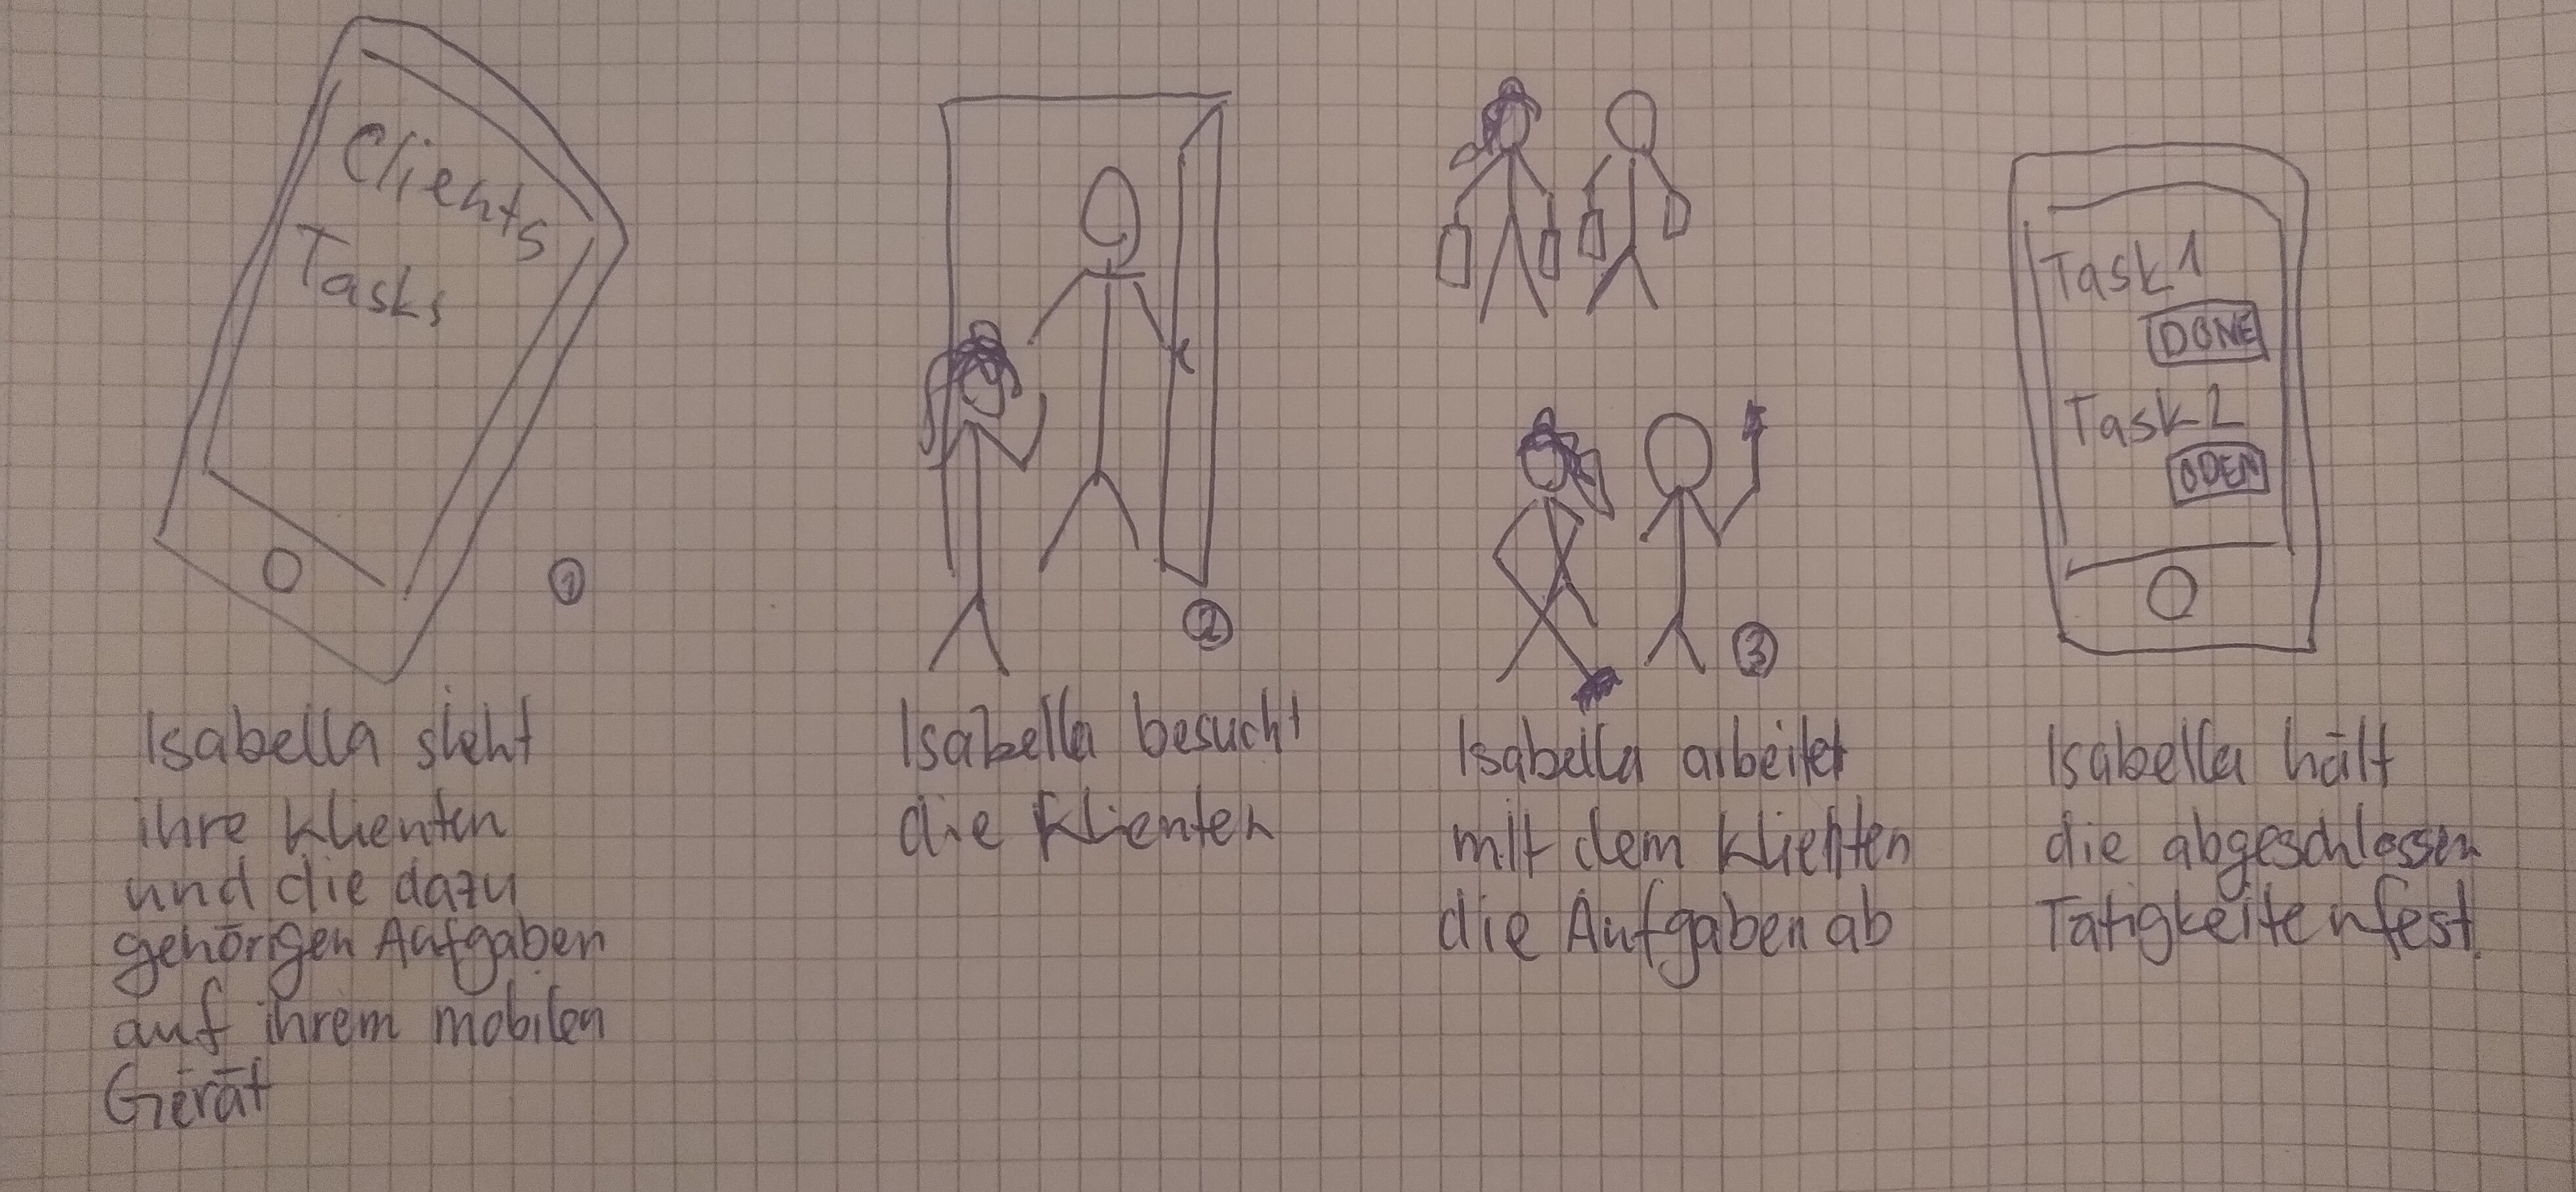 Clients
Tasks
1
Isabella sieht
ihre Klienten
und die dazu
gehörigen Aufgaben
auf ihrem mobilen
Gerät
2
Isabella besucht
die Klienten
3
Isabella arbeitet
mit dem Klienten
die Aufgaben ab
Task 1
DONE
Task 2
OPEN
Isabella hält
die abgeschlossen
Tätigkeiten fest.